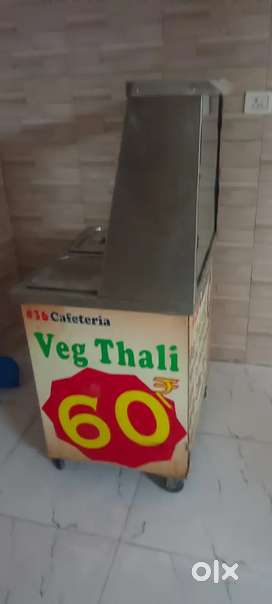 #16 Cafeteria
Veg Thali
60₹
olx